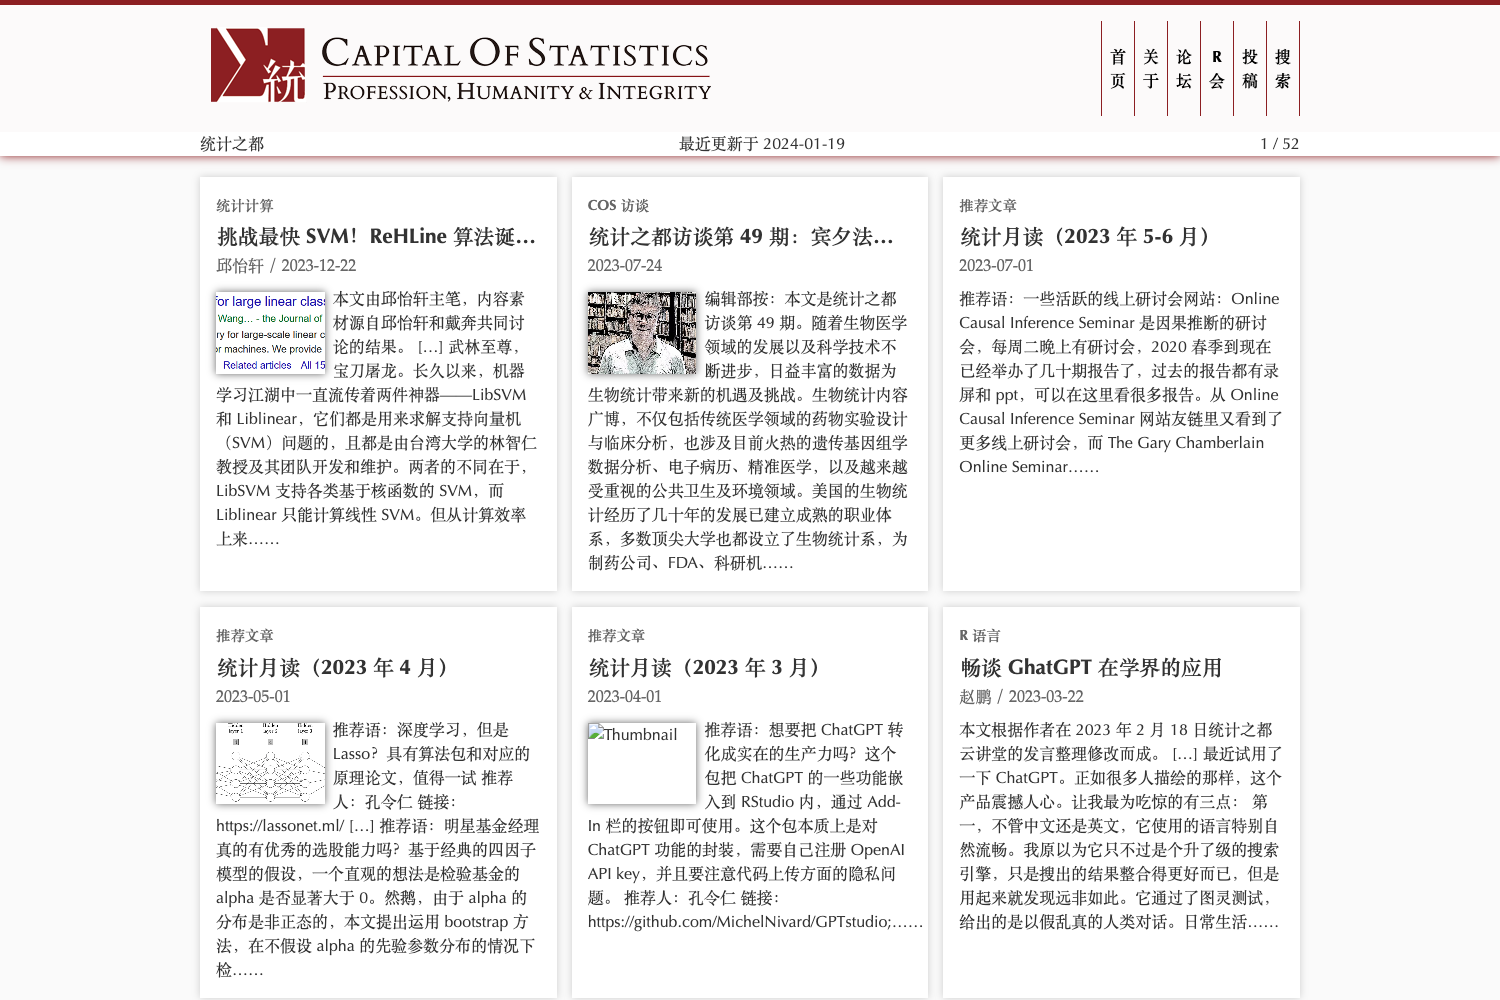 CAPITAL OF STATISTICS
PROFESSION, HUMANITY & INTEGRITY
統
首页
关于
论坛
R会
投稿
搜索
统计之都
最近更新于 2024-01-19
1 / 52
统计计算
挑战最快 SVM！ReHLine 算法诞…
邱怡轩 / 2023-12-22
for large linear class
Wang... - the Journal of
ry for large-scale linear c
or machines. We provide
Related articles All 15
本文由邱怡轩主笔，内容素
材源自邱怡轩和戴奔共同讨
论的结果。 […] 武林至尊，
宝刀屠龙。长久以来，机器
学习江湖中一直流传着两件神器——LibSVM
和 Liblinear，它们都是用来求解支持向量机
（SVM）问题的，且都是由台湾大学的林智仁
教授及其团队开发和维护。两者的不同在于，
LibSVM 支持各类基于核函数的 SVM，而
Liblinear 只能计算线性 SVM。但从计算效率
上来……
COS 访谈
统计之都访谈第 49 期：宾夕法…
2023-07-24
编辑部按：本文是统计之都
访谈第 49 期。随着生物医学
领域的发展以及科学技术不
断进步，日益丰富的数据为
生物统计带来新的机遇及挑战。生物统计内容
广博，不仅包括传统医学领域的药物实验设计
与临床分析，也涉及目前火热的遗传基因组学
数据分析、电子病历、精准医学，以及越来越
受重视的公共卫生及环境领域。美国的生物统
计经历了几十年的发展已建立成熟的职业体
系，多数顶尖大学也都设立了生物统计系，为
制药公司、FDA、科研机……
推荐文章
统计月读（2023 年 5-6 月）
2023-07-01
推荐语：一些活跃的线上研讨会网站：Online
Causal Inference Seminar 是因果推断的研讨
会，每周二晚上有研讨会，2020 春季到现在
已经举办了几十期报告了，过去的报告都有录
屏和 ppt，可以在这里看很多报告。从 Online
Causal Inference Seminar 网站友链里又看到了
更多线上研讨会，而 The Gary Chamberlain
Online Seminar……
推荐文章
统计月读（2023 年 4 月）
2023-05-01
推荐语：深度学习，但是
Lasso？具有算法包和对应的
原理论文，值得一试 推荐
人：孔令仁 链接：
https://lassonet.ml/ […] 推荐语：明星基金经理
真的有优秀的选股能力吗？基于经典的四因子
模型的假设，一个直观的想法是检验基金的
alpha 是否显著大于 0。然鹅，由于 alpha 的
分布是非正态的，本文提出运用 bootstrap 方
法，在不假设 alpha 的先验参数分布的情况下
检……
推荐文章
统计月读（2023 年 3 月）
2023-04-01
Thumbnail
推荐语：想要把 ChatGPT 转
化成实在的生产力吗？这个
包把 ChatGPT 的一些功能嵌
入到 RStudio 内，通过 Add-
In 栏的按钮即可使用。这个包本质上是对
ChatGPT 功能的封装，需要自己注册 OpenAI
API key，并且要注意代码上传方面的隐私问
题。 推荐人：孔令仁 链接：
https://github.com/MichelNivard/GPTstudio;……
R 语言
畅谈 GhatGPT 在学界的应用
赵鹏 / 2023-03-22
本文根据作者在 2023 年 2 月 18 日统计之都
云讲堂的发言整理修改而成。 […] 最近试用了
一下 ChatGPT。正如很多人描绘的那样，这个
产品震撼人心。让我最为吃惊的有三点： 第
一，不管中文还是英文，它使用的语言特别自
然流畅。我原以为它只不过是个升了级的搜索
引擎，只是搜出的结果整合得更好而已，但是
用起来就发现远非如此。它通过了图灵测试，
给出的是以假乱真的人类对话。日常生活……